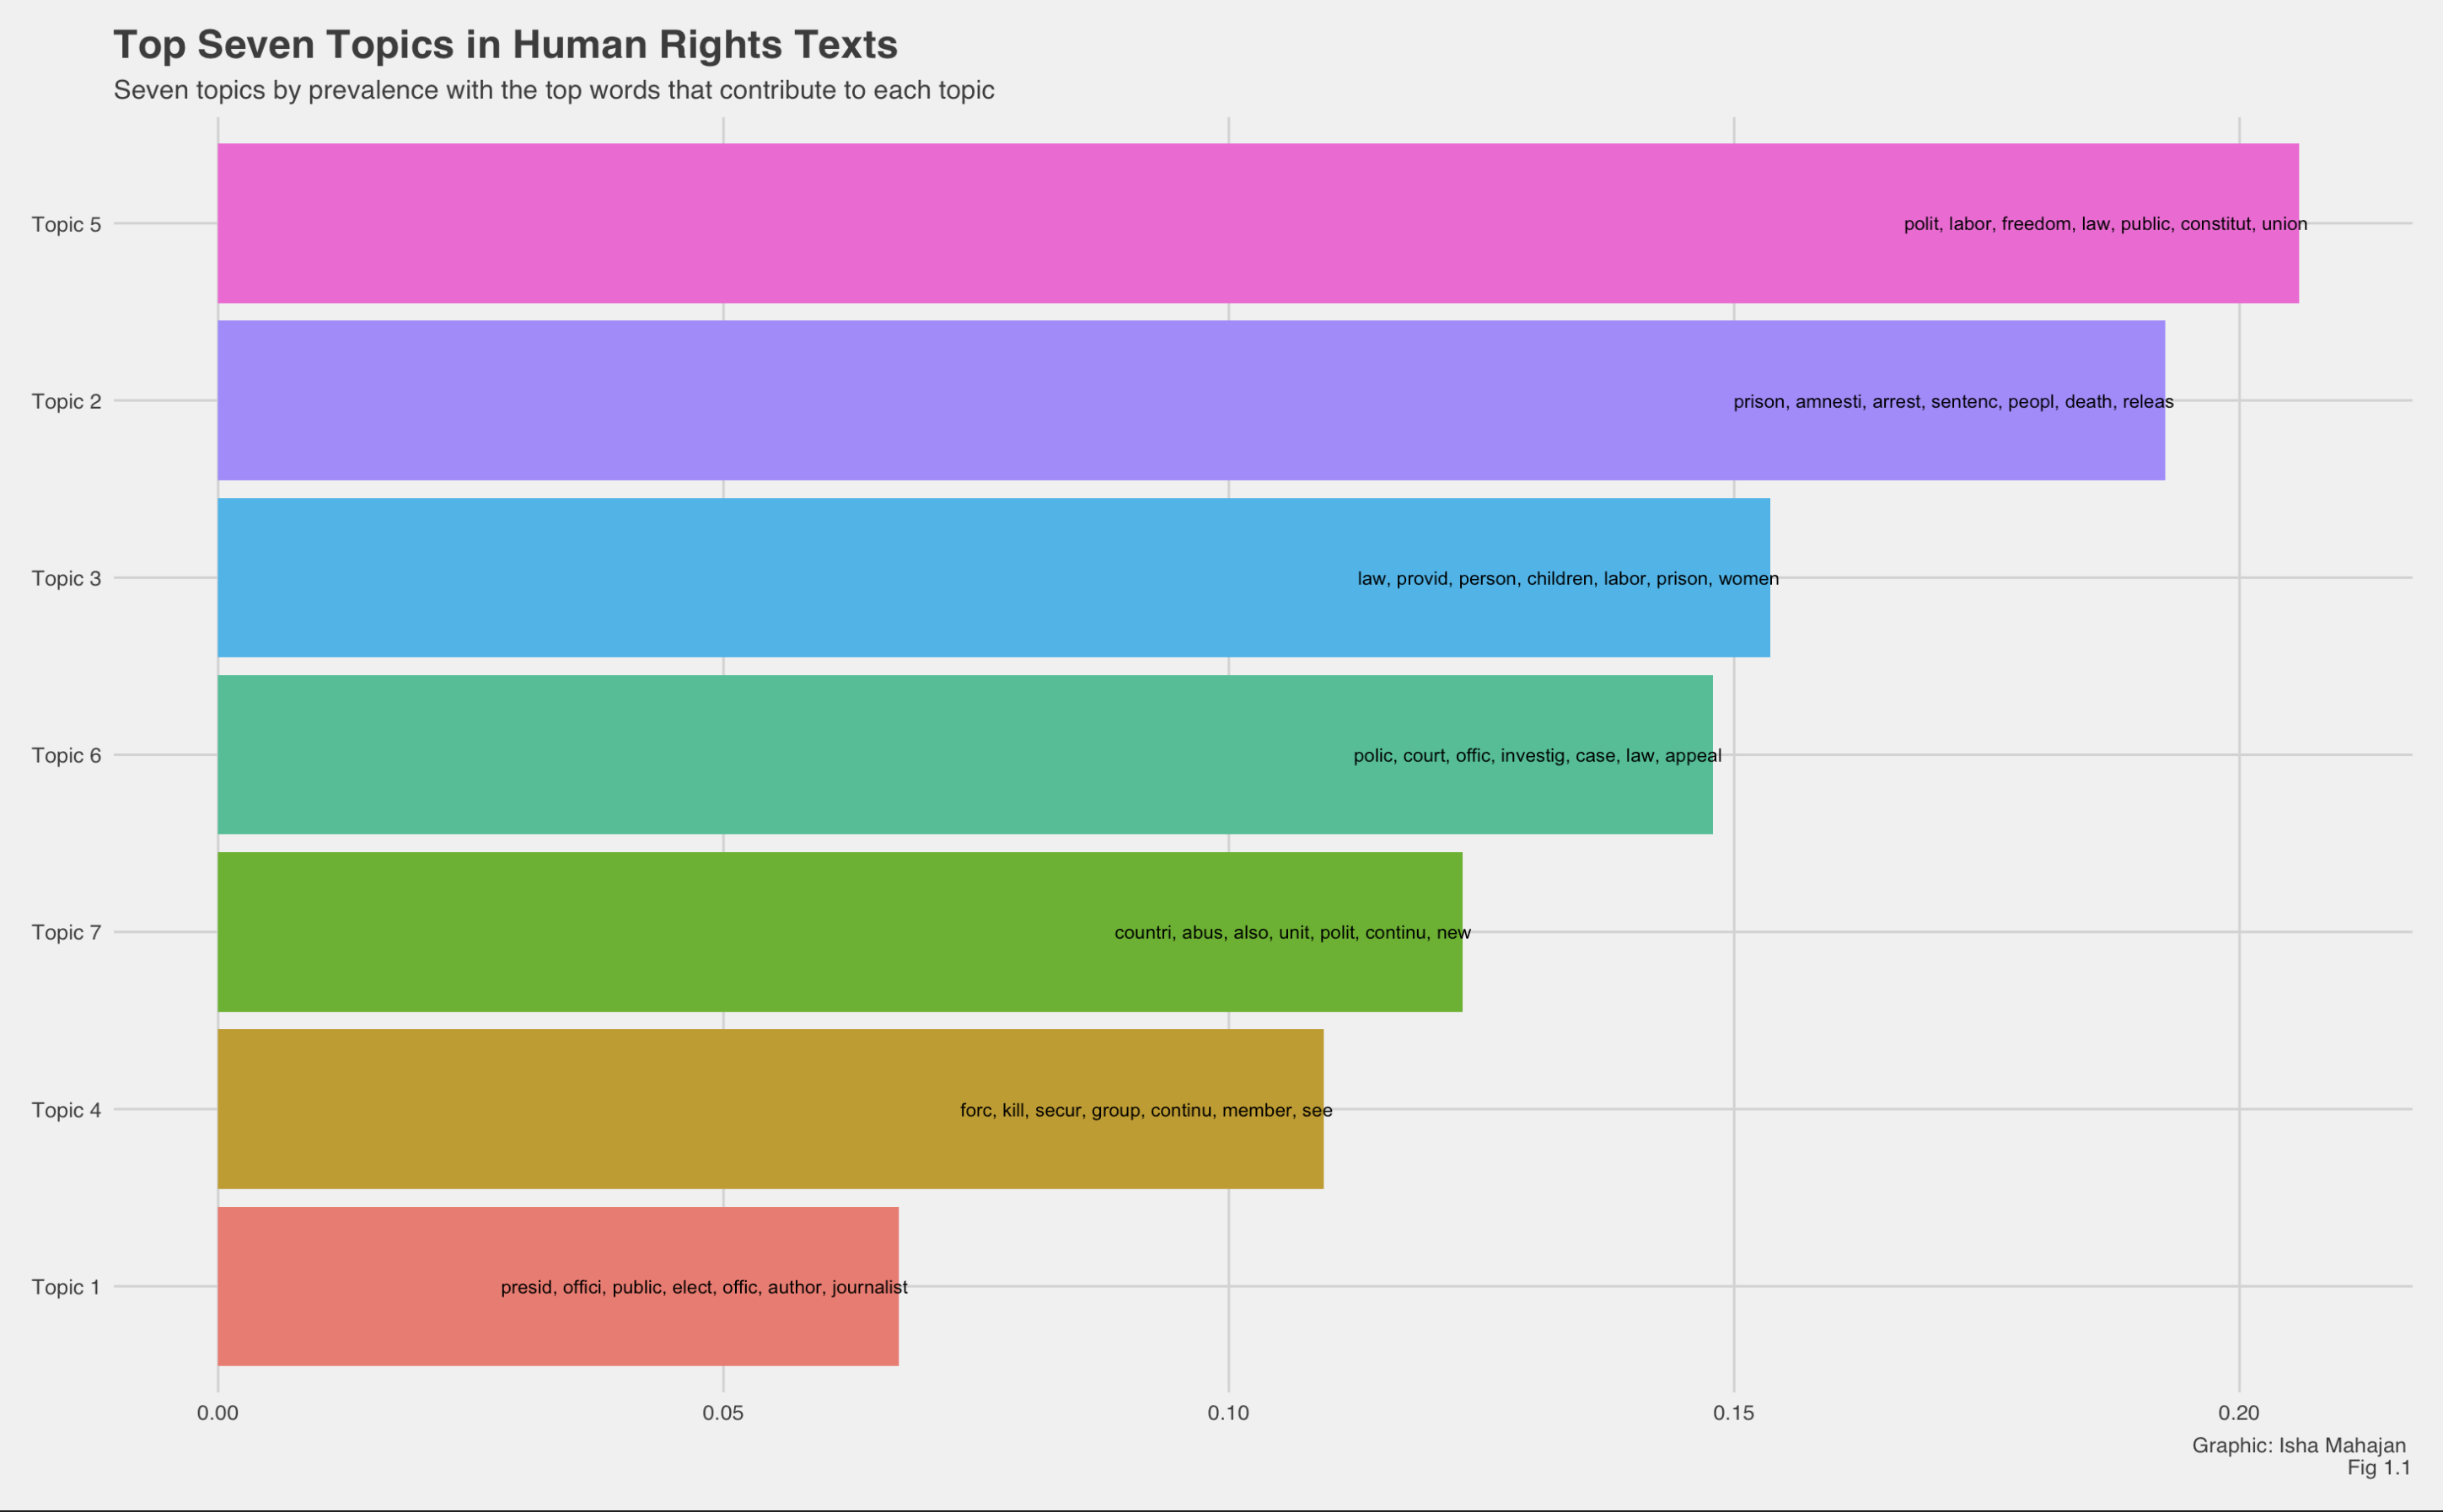 Top Seven Topics in Human Rights Texts
Seven topics by prevalence with the top words that contribute to each topic
Topic 5
polit, labor, freedom, law, public, constitut, union
Topic 2
prison, amnesti, arrest, sentenc, peopl, death, releas
Topic 3
law, provid, person, children, labor, prison, women
Topic 6
polic, court, offic, investig, case, law, appeal
Topic 7
countri, abus, also, unit, polit, continu, new
Topic 4
forc, kill, secur, group, continu, member, see
Topic 1
presid, offici, public, elect, offic, author, journalist
0.00 0.05 0.10 0.15 0.20
Graphic: Isha Mahajan
Fig 1.1